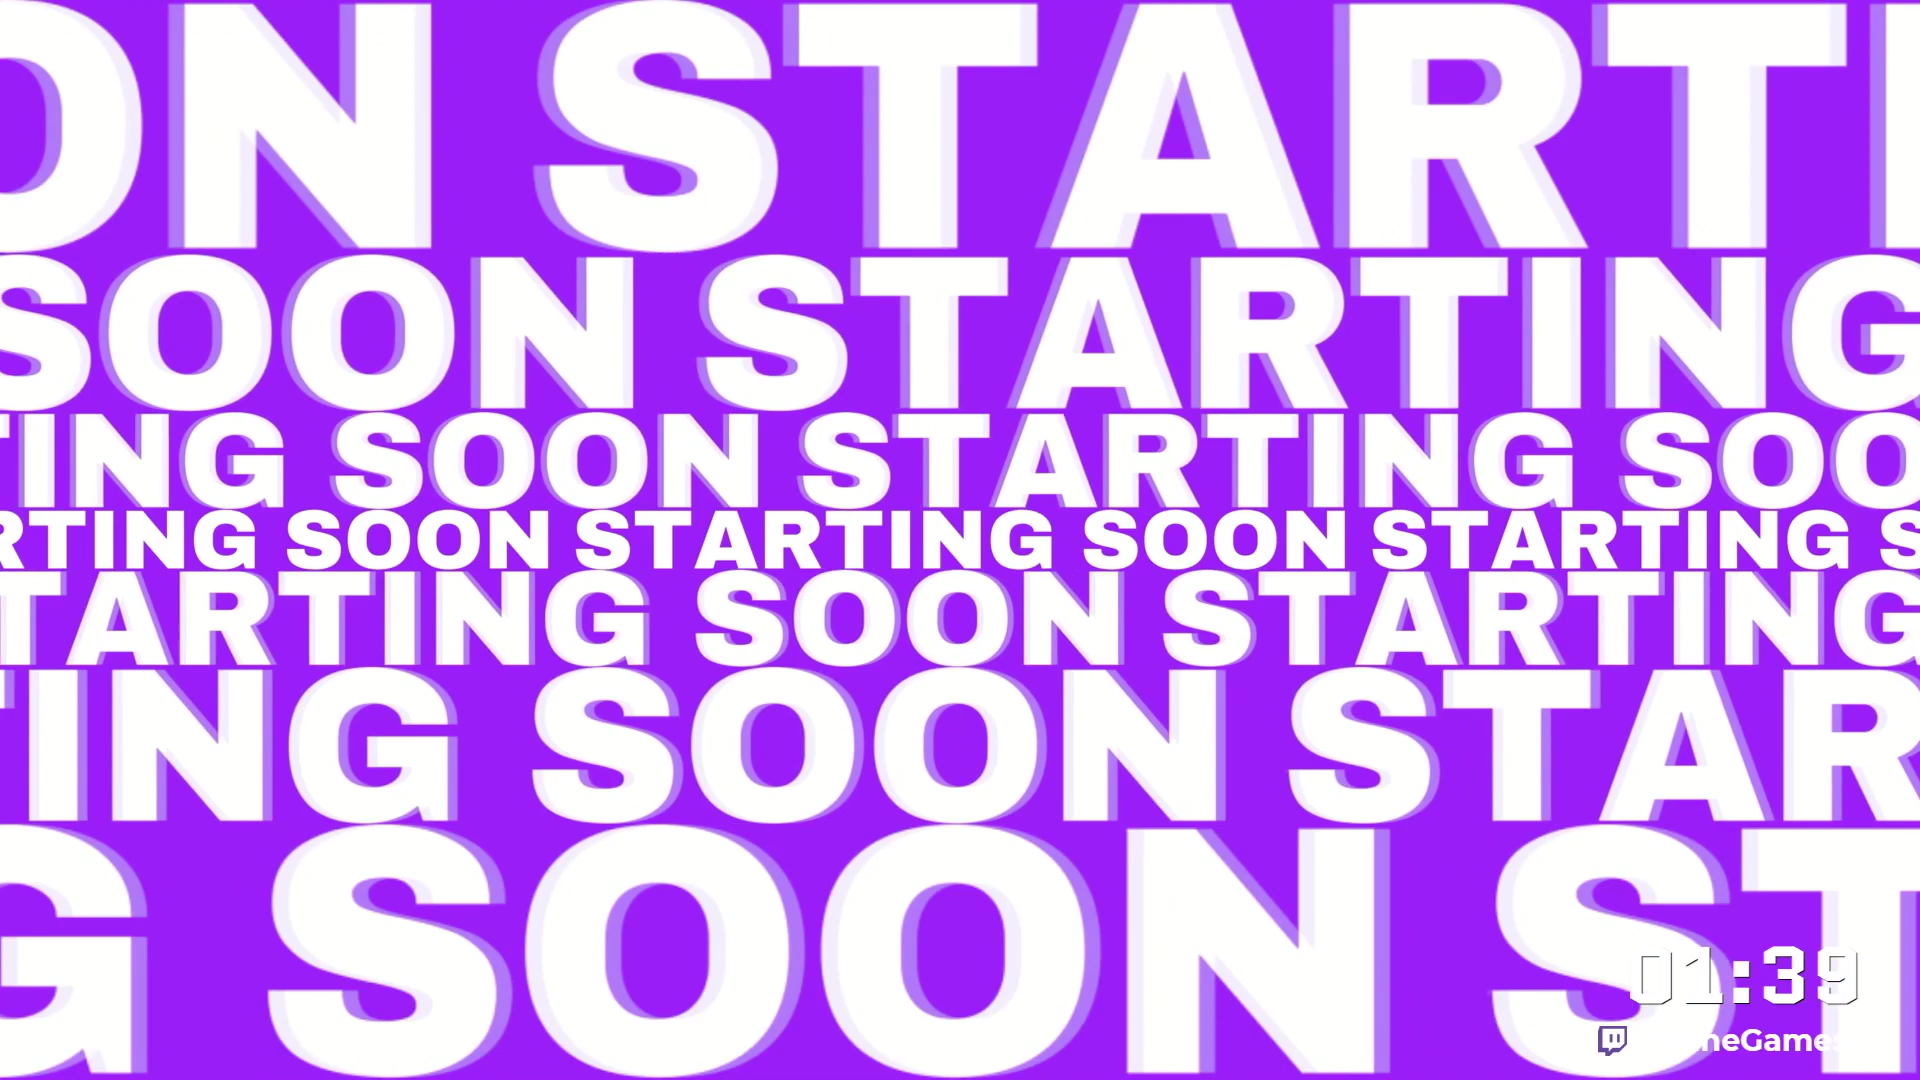 ON STARTI
SOON STARTING
TING SOON STARTING SOO
RTING SOON STARTING SOON STARTING S
TARTING SOON STARTING
TING SOON STAR
G SOON ST
01:39